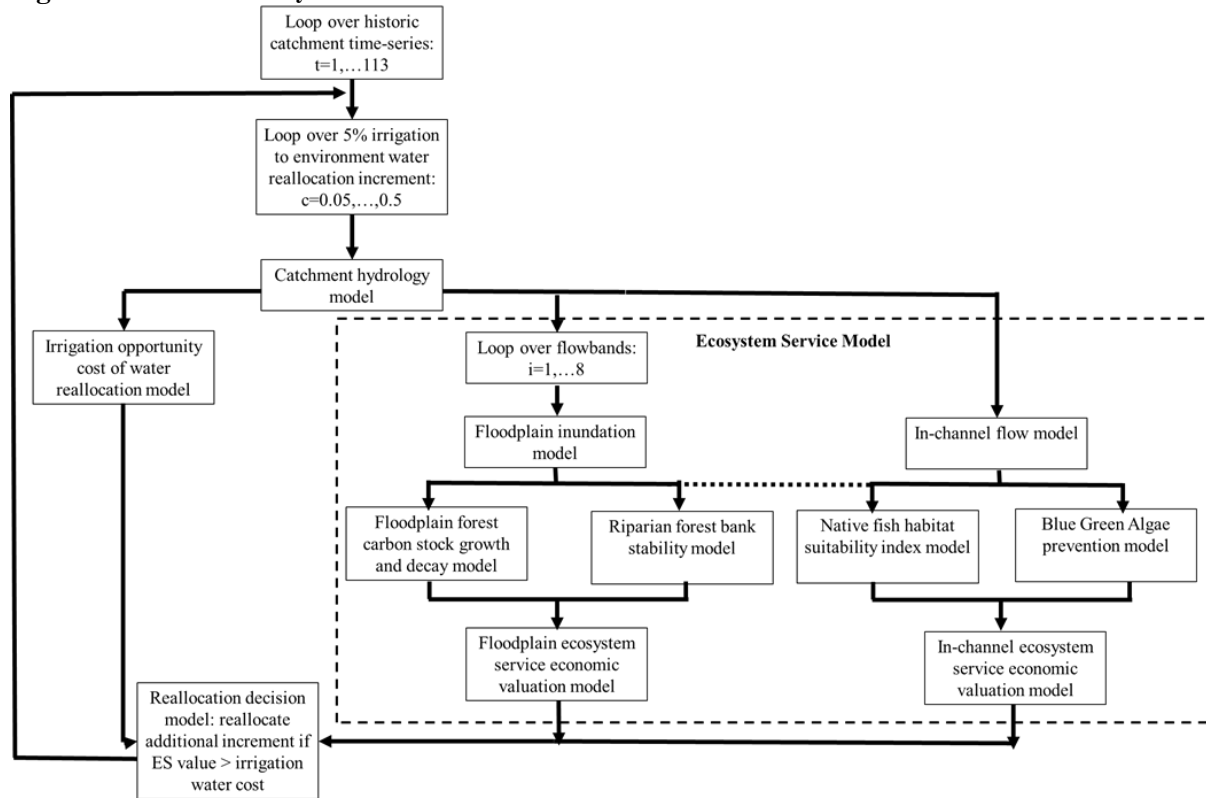 Loop over historic
catchment time-series:
t=1,…113
Loop over 5% irrigation
to environment water
reallocation increment:
c=0.05,…,0.5
Catchment hydrology
model
Irrigation opportunity
cost of water
reallocation model
Ecosystem Service Model
Loop over flowbands:
i=1,…8
Floodplain inundation
model
In-channel flow model
Floodplain forest
carbon stock growth
and decay model
Riparian forest bank
stability model
Native fish habitat
suitability index model
Blue Green Algae
prevention model
Floodplain ecosystem
service economic
valuation model
In-channel ecosystem
service economic
valuation model
Reallocation decision
model: reallocate
additional increment if
ES value > irrigation
water cost